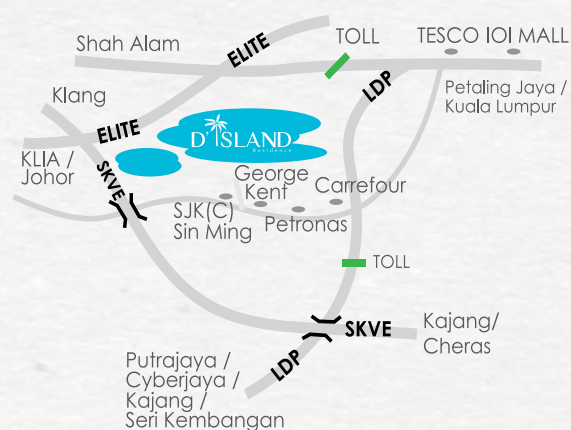 TOLL
TESCO IOI MALL
Shah Alam
ELITE
LDP
Petaling Jaya /
Kuala Lumpur
Klang
ELITE
D'ISLAND
Residence
KLIA /
Johor
SKVE
George
Kent
Carrefour
SJK(C)
Sin Ming
Petronas
TOLL
SKVE
Kajang/
Cheras
LDP
Putrajaya /
Cyberjaya /
Kajang /
Seri Kembangan